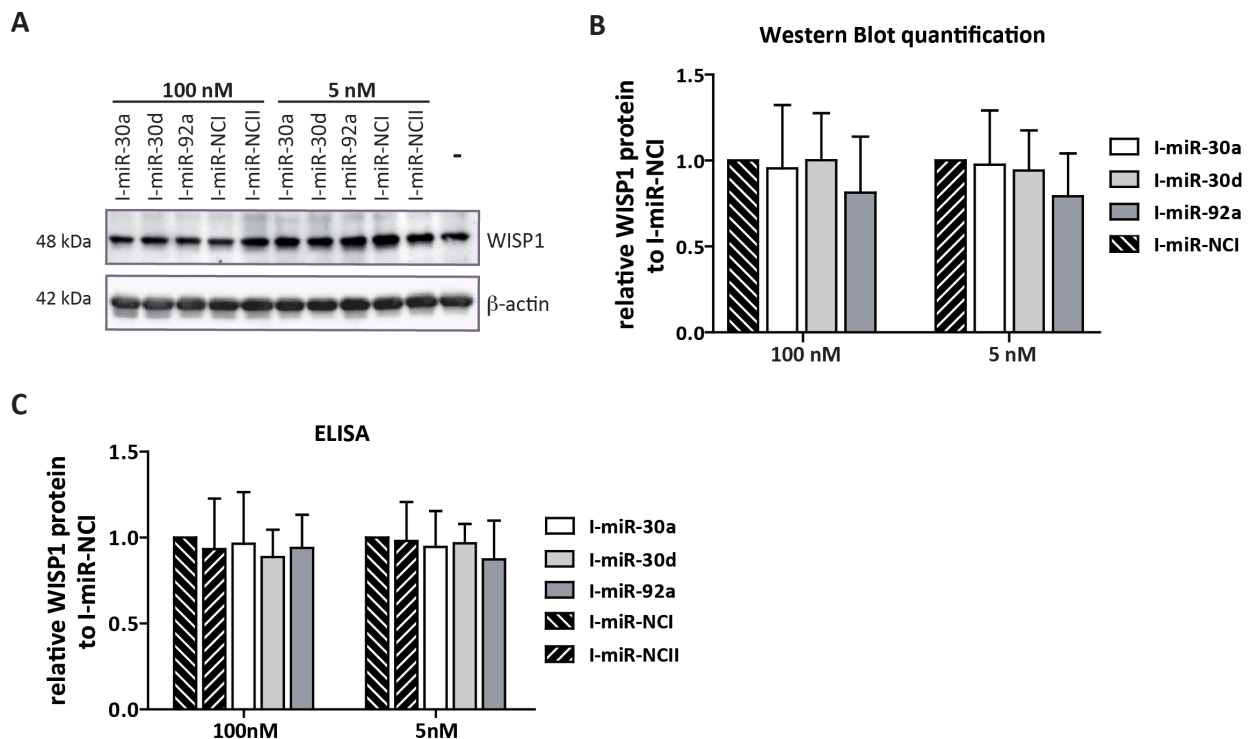 A
100 nM
5 nM
I-miR-30a
I-miR-30d
I-miR-92a
I-miR-NCI
I-miR-NCII
I-miR-30a
I-miR-30d
I-miR-92a
I-miR-NCI
I-miR-NCII
-
48 kDa
WISP1
42 kDa
β-actin
B
Western Blot quantification
relative WISP1 protein
to I-miR-NCI
1.5
1.0
0.5
0.0
100 nM
5 nM
I-miR-30a
I-miR-30d
I-miR-92a
I-miR-NCI
C
ELISA
relative WISP1 protein
to I-miR-NCI
1.5
1.0
0.5
0.0
100nM
5nM
I-miR-30a
I-miR-30d
I-miR-92a
I-miR-NCI
I-miR-NCII